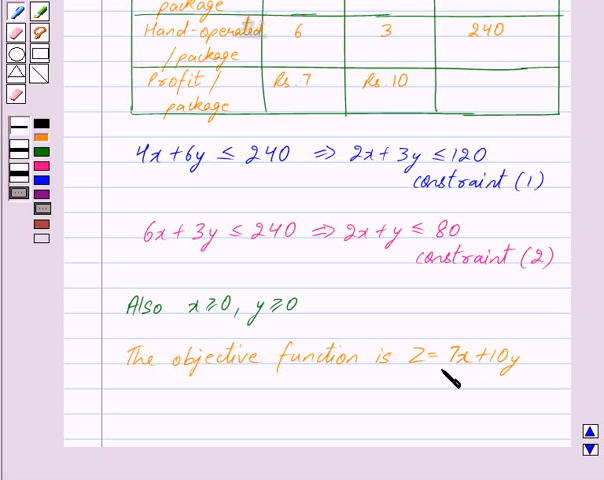 package
Hand-operated 6 3 240
/package
Profit / Rs. 7 Rs. 10
package
4x+6y ≤ 240 ⇒ 2x+3y ≤ 120
constraint (1)
6x+3y ≤ 240 ⇒ 2x+y ≤ 80
constraint (2)
Also x ≥ 0, y ≥ 0
The objective function is Z = 7x+10y